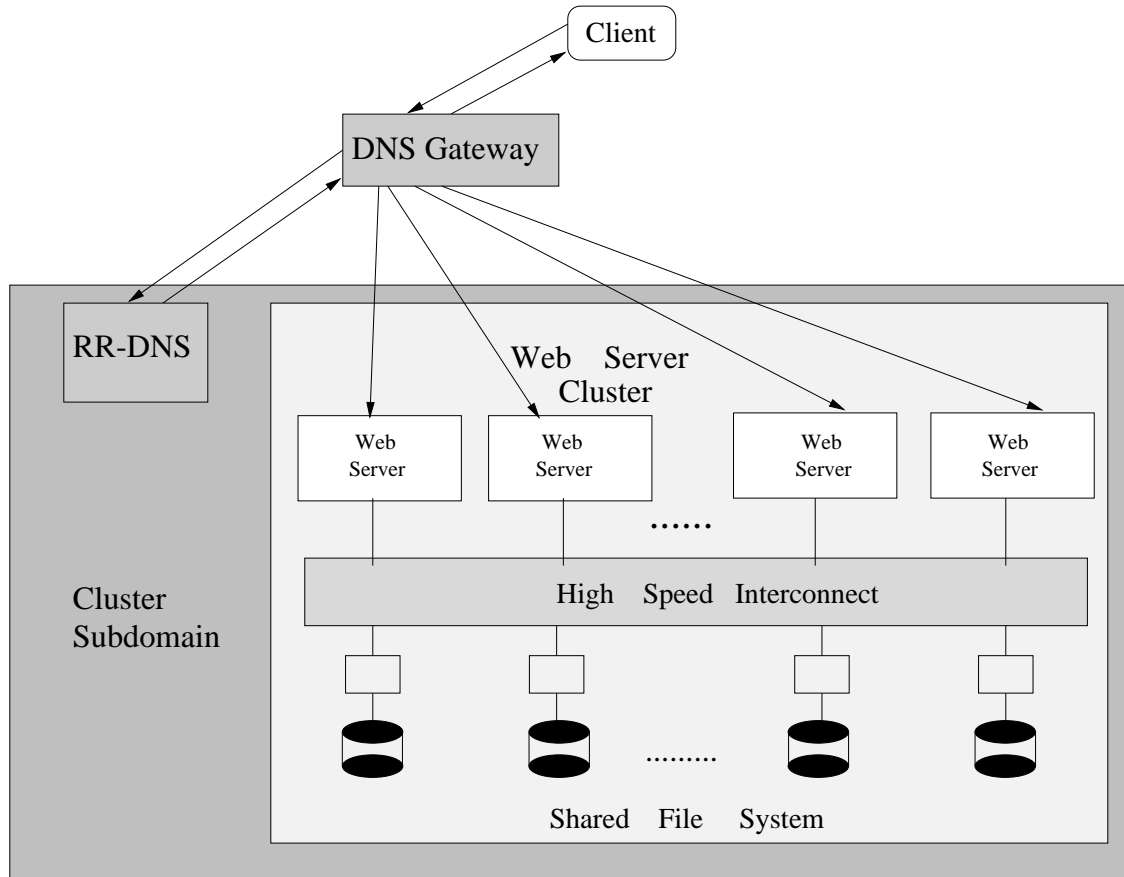 Client
DNS Gateway
RR-DNS
Web Server
Cluster
Web
Server
Web
Server
Web
Server
Web
Server
......
High Speed Interconnect
Cluster
Subdomain
.........
Shared File System